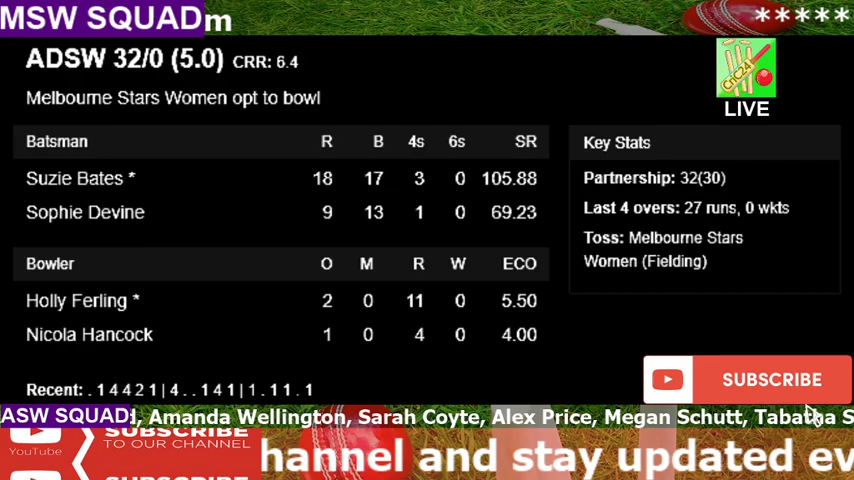 MSW SQUAD m
*****
ADSW 32/0 (5.0) CRR: 6.4
Melbourne Stars Women opt to bowl
CriC24
LIVE
Batsman R B 4s 6s SR
Suzie Bates * 18 17 3 0 105.88
Sophie Devine 9 13 1 0 69.23
Bowler O M R W ECO
Holly Ferling * 2 0 11 0 5.50
Nicola Hancock 1 0 4 0 4.00
Key Stats
Partnership: 32(30)
Last 4 overs: 27 runs, 0 wkts
Toss: Melbourne Stars
Women (Fielding)
Recent: . 1 4 4 2 1 | 4 . . 1 4 1 | 1 . 1 1 . 1
SUBSCRIBE
ASW SQUAD d, Amanda Wellington, Sarah Coyte, Alex Price, Megan Schutt, Tabatha S
YouTube
SUBSCRIBE
TO OUR CHANNEL
SUBSCRIBE
hannel and stay updated ev